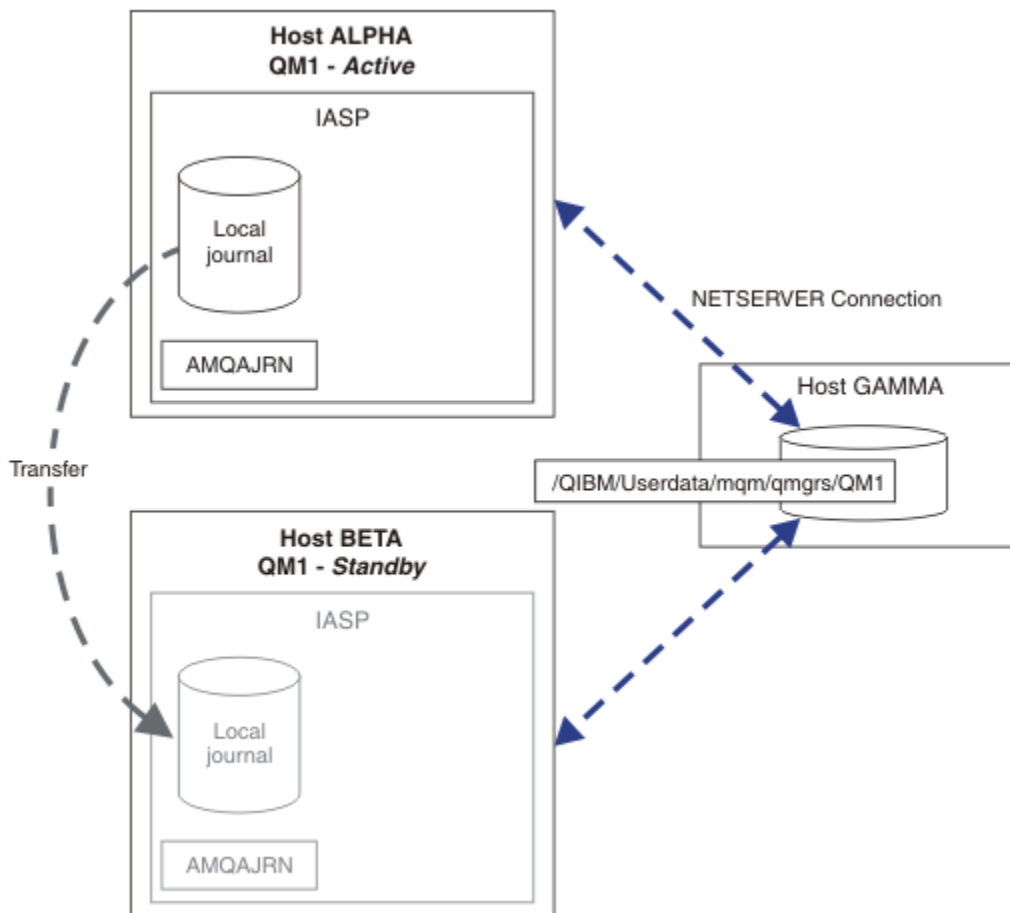 Host ALPHA
QM1 - Active
IASP
Local
journal
AMQAJRN
NETSERVER Connection
Host GAMMA
/QIBM/Userdata/mqm/qmgrs/QM1
Transfer
Host BETA
QM1 - Standby
IASP
Local
journal
AMQAJRN